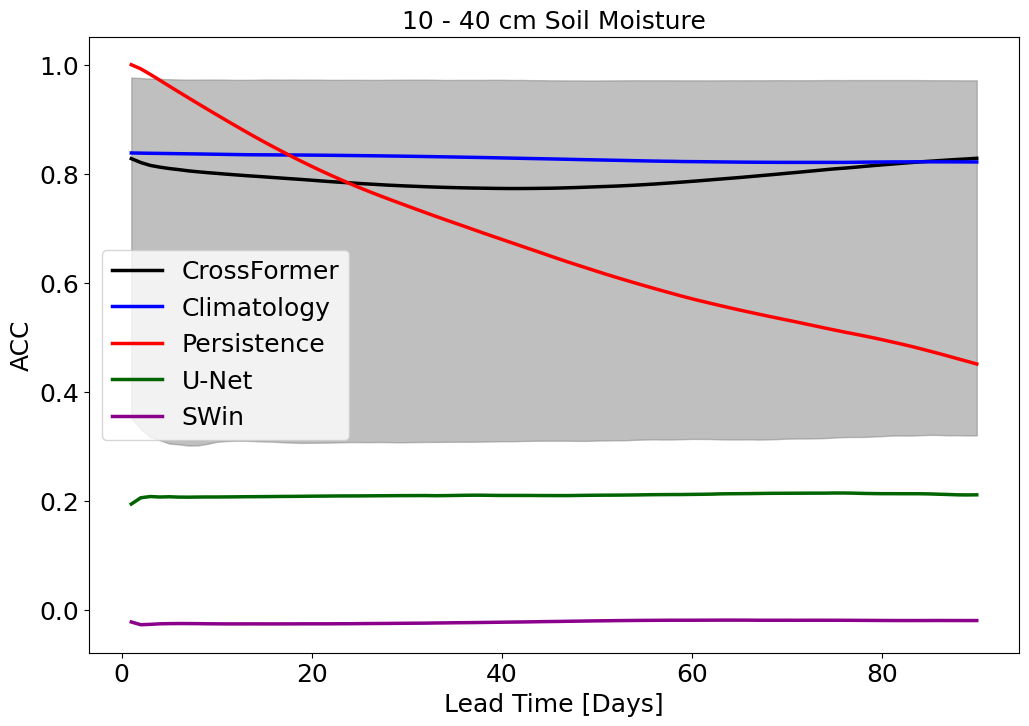 10 - 40 cm Soil Moisture
1.0
0.8
0.6
0.4
0.2
0.0
ACC
CrossFormer
Climatology
Persistence
U-Net
SWin
0
20
40
60
80
Lead Time [Days]